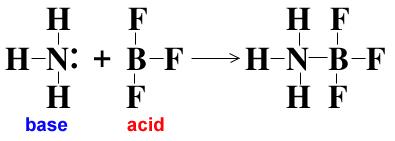 H F H F
H–N: + B–F → H–N–B–F
H F H F
base acid